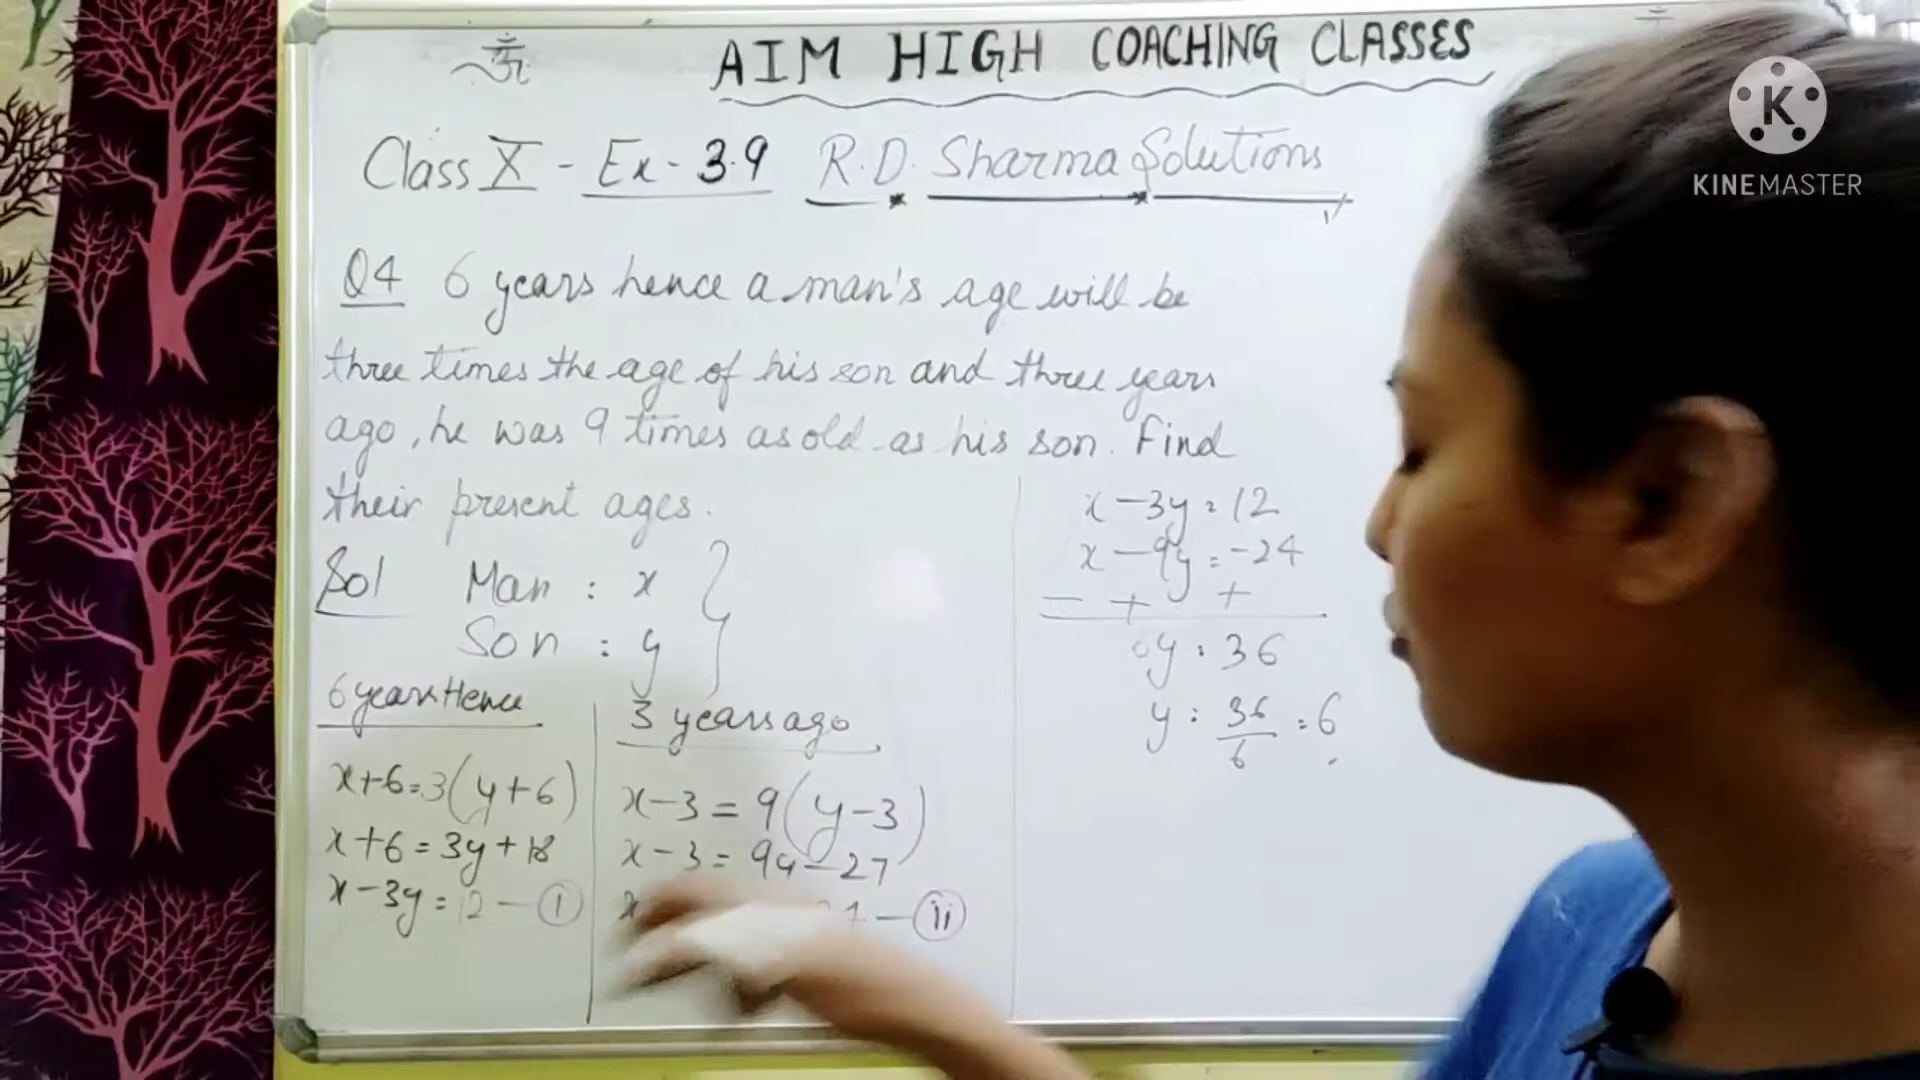 ॐ
AIM HIGH COACHING CLASSES
KINEMASTER
Class X - Ex - 3.9 R.D. Sharma Solutions
Q4 6 years hence a man's age will be
three times the age of his son and three years
ago, he was 9 times as old as his son. Find
their present ages.
Sol Man : x
Son : y
6 years Hence
x+6=3(y+6)
x+6=3y+18
x-3y=12 - (i)
3 years ago
x-3=9(y-3)
x-3=9y-27
x - (ii)
x-3y=12
x-9y=-24
- + +
y=36
y=36/6=6